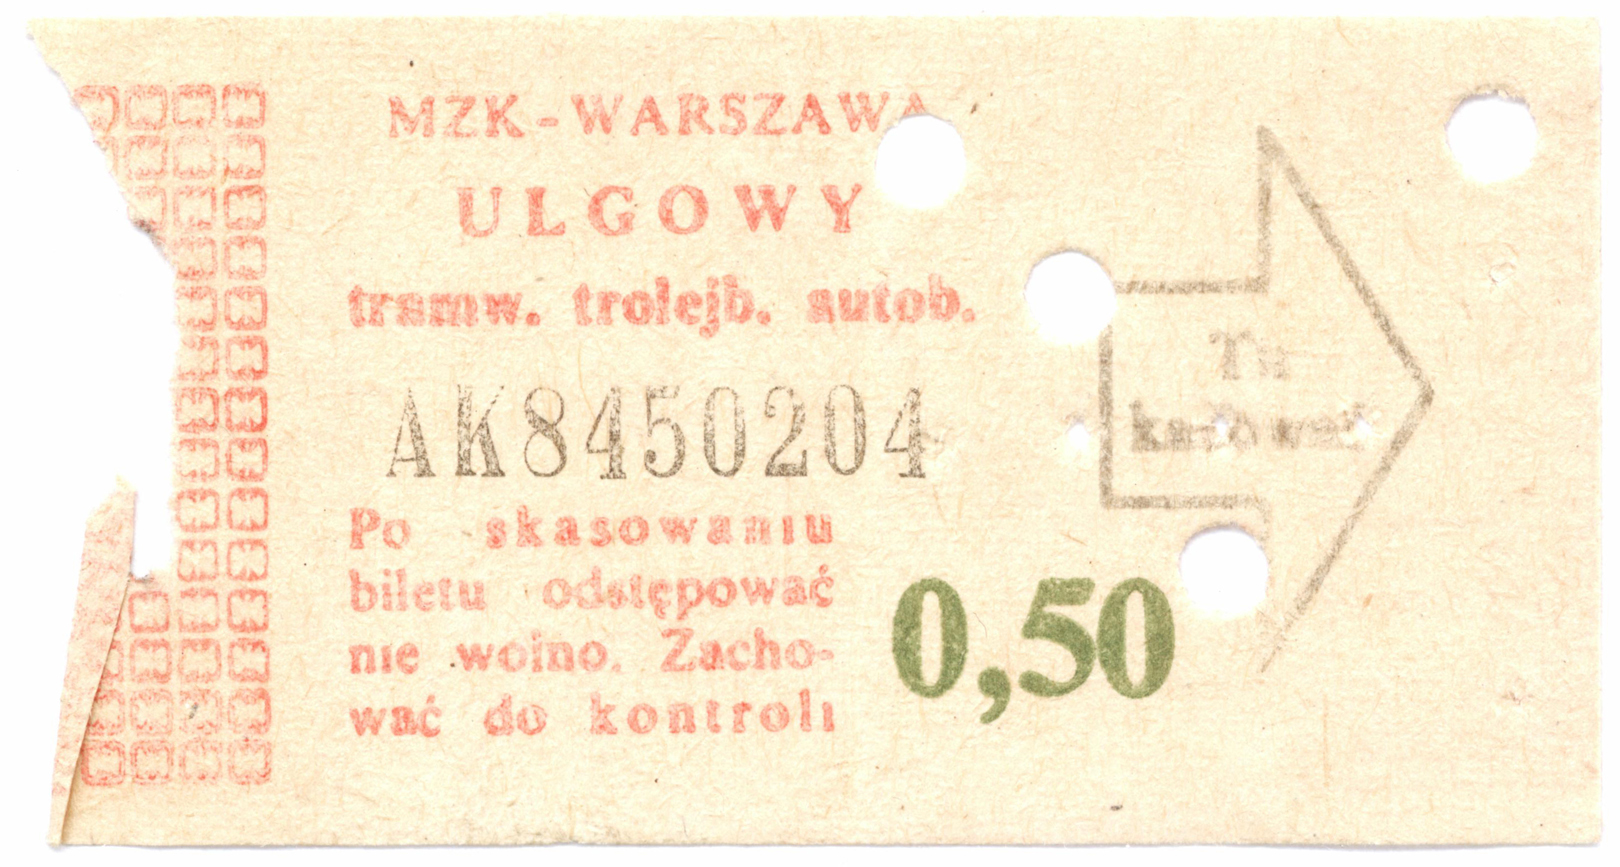 MZK-WARSZAWA
ULGOWY
tramw. trolejb. autob.
AK8450204
Po skasowaniu
biletu odstępować
nie wolno. Zacho-
wać do kontroli
0,50
Tu
kasować